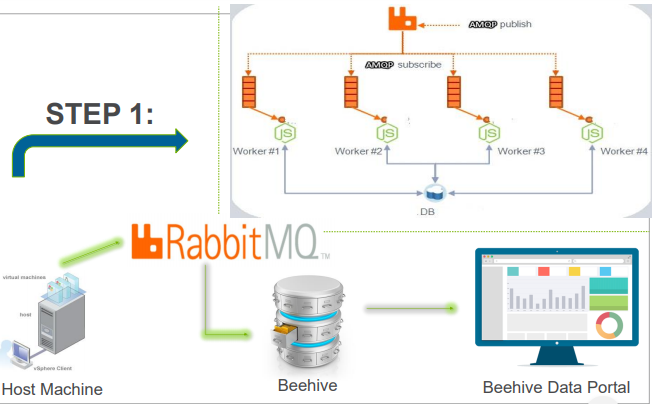 AMQP publish
AMQP subscribe
STEP 1:
JS
JS
JS
JS
Worker #1
Worker #2
Worker #3
Worker #4
DB
RabbitMQ™
virtual machines
host
vSphere Client
Host Machine
Beehive
Beehive Data Portal